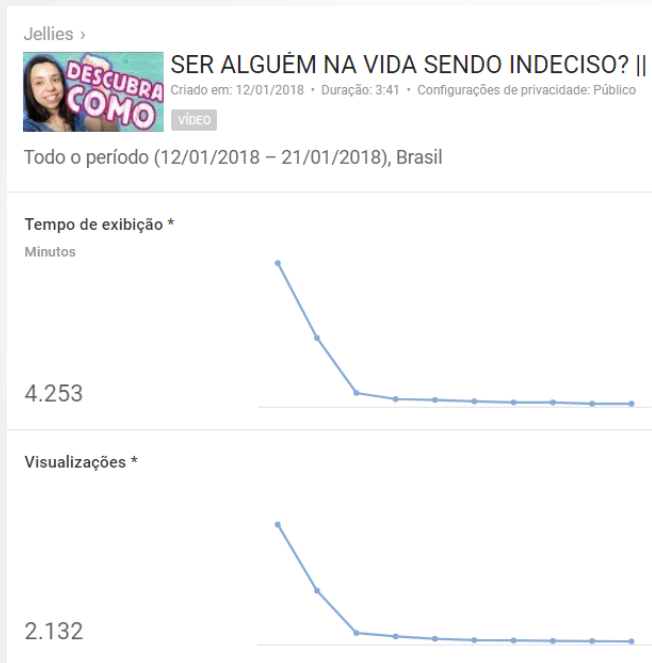 Jellies ›
DESCUBRA
COMO
SER ALGUÉM NA VIDA SENDO INDECISO? ||
Criado em: 12/01/2018 • Duração: 3:41 • Configurações de privacidade: Público
VÍDEO
Todo o período (12/01/2018 – 21/01/2018), Brasil
Tempo de exibição *
Minutos
4.253
Visualizações *
2.132